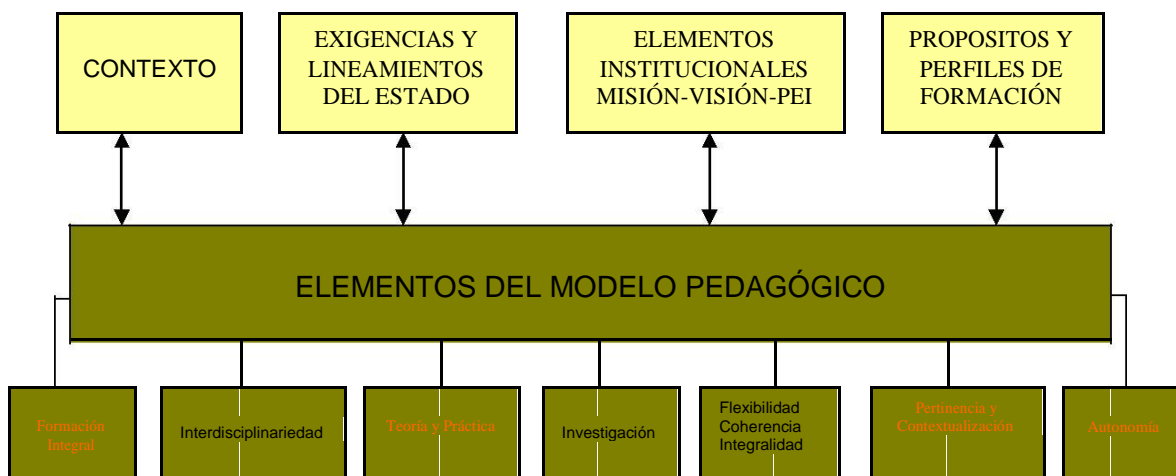 CONTEXTO
EXIGENCIAS Y
LINEAMIENTOS
DEL ESTADO
ELEMENTOS
INSTITUCIONALES
MISIÓN-VISIÓN-PEI
PROPOSITOS Y
PERFILES DE
FORMACIÓN
ELEMENTOS DEL MODELO PEDAGÓGICO
Formación
Integral
Interdisciplinariedad
Teoría y Práctica
Investigación
Flexibilidad
Coherencia
Integralidad
Pertinencia y
Contextualización
Autonomía